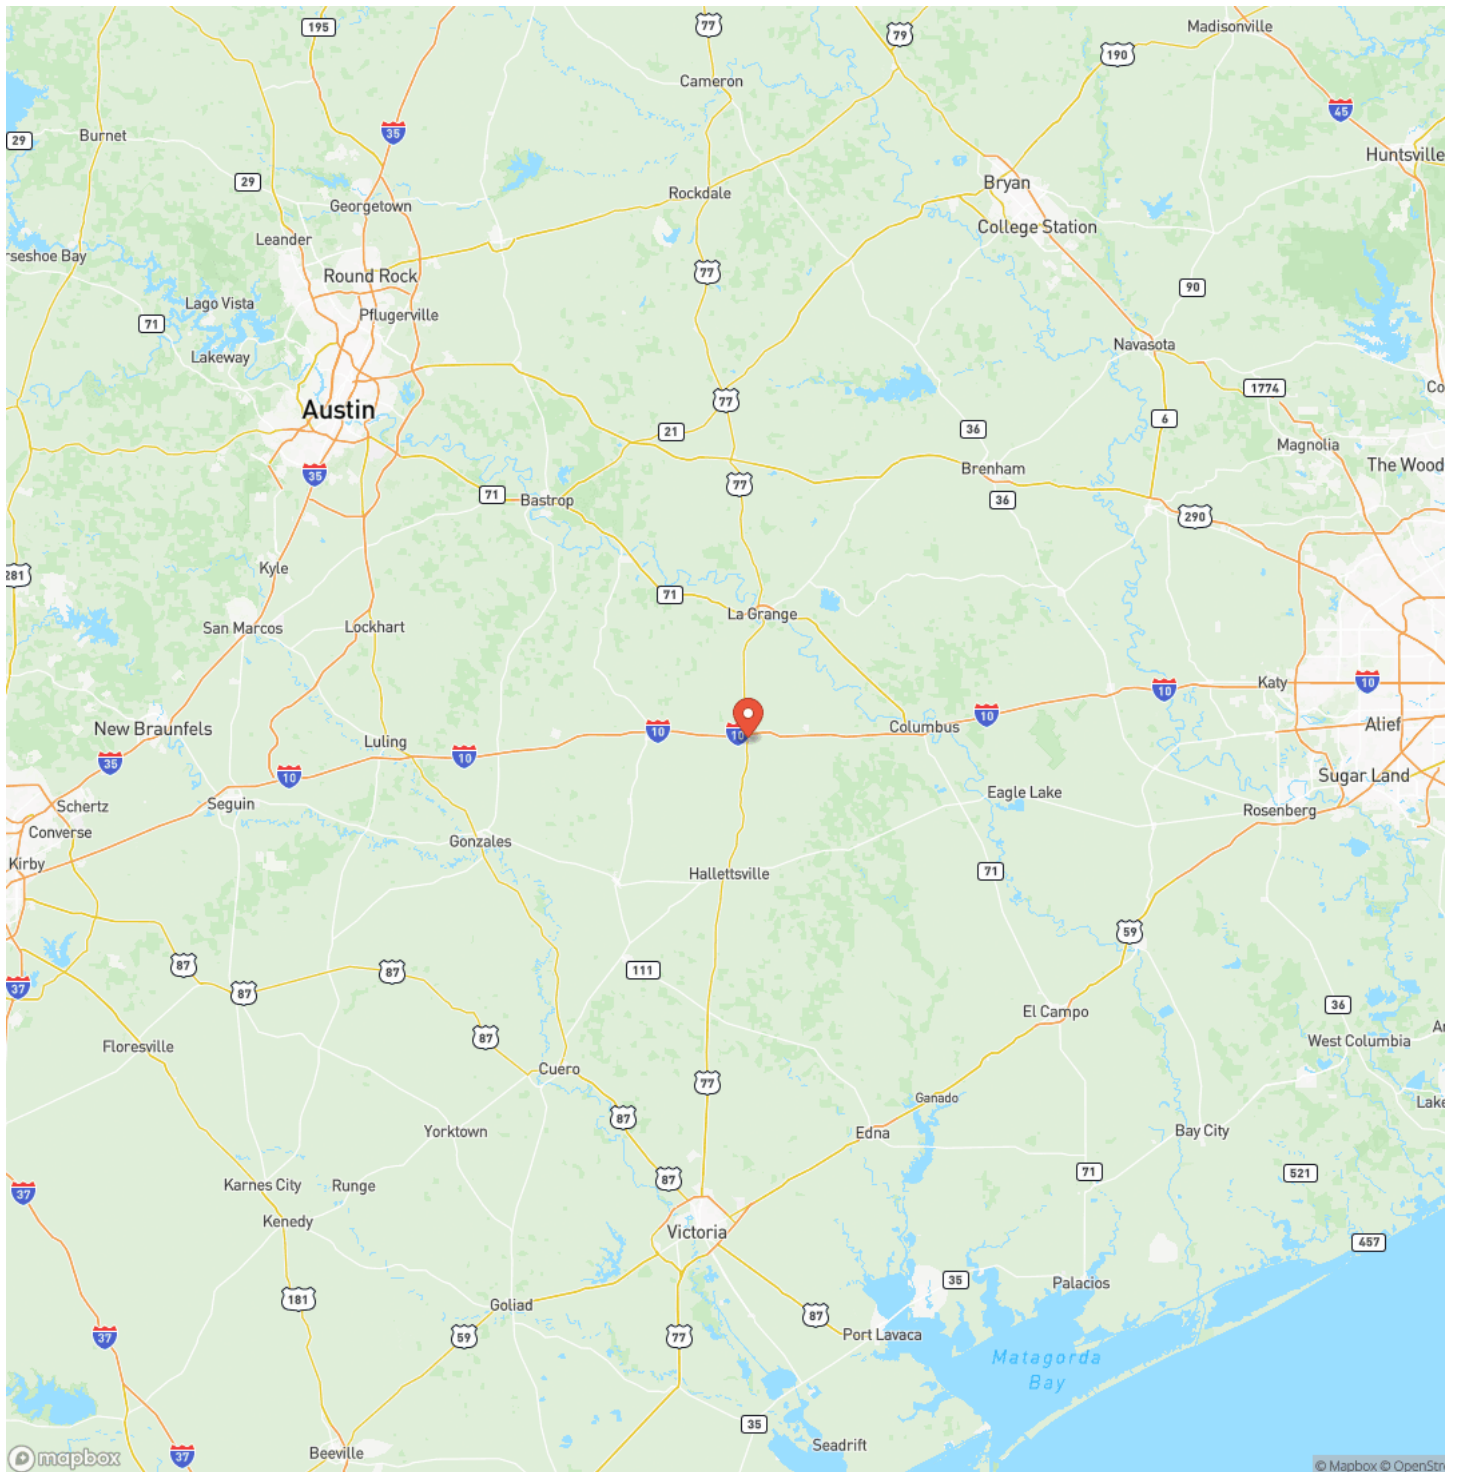 77
195
79
Madisonville
190
Cameron
45
35
Burnet
29
Huntsville
29
Bryan
Rockdale
Georgetown
College Station
Leander
rseshoe Bay
77
Round Rock
90
Lago Vista
Pflugerville
71
Navasota
Lakeway
1774
Co
77
Austin
6
21
36
Magnolia
Brenham
The Wood
35
77
71
Bastrop
36
290
Kyle
281
71
La Grange
San Marcos
Lockhart
Katy
10
10
10
New Braunfels
10
10
Columbus
Alief
Luling
10
35
10
Sugar Land
Eagle Lake
Schertz
Seguin
Rosenberg
Converse
Gonzales
Kirby
71
Hallettsville
59
87
87
111
37
87
36
El Campo
Ar
87
Floresville
West Columbia
Cuero
77
Ganado
Lake
87
Yorktown
Edna
Bay City
71
521
87
Karnes City
Runge
37
Kenedy
Victoria
457
35
Palacios
181
Goliad
87
37
59
77
Port Lavaca
Matagorda
Bay
35
Seadrift
37
Beeville
mapbox
© Mapbox © OpenStre